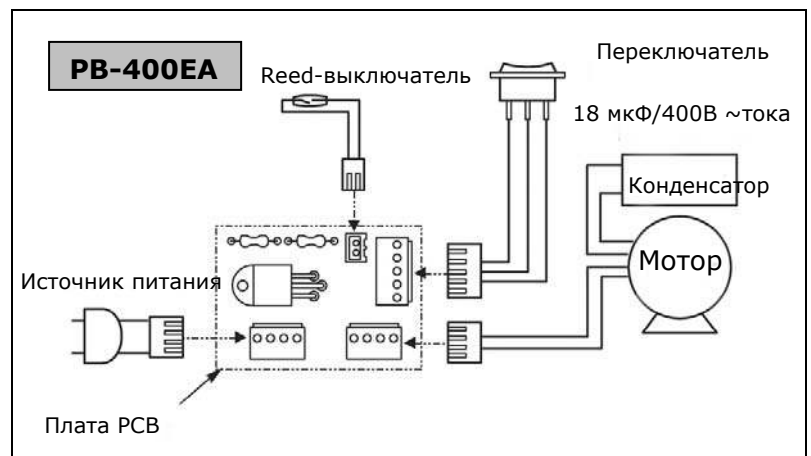 PB-400EA
Reed-выключатель
Переключатель
18 мкФ/400В ~тока
Конденсатор
Мотор
Источник питания
Плата PCB